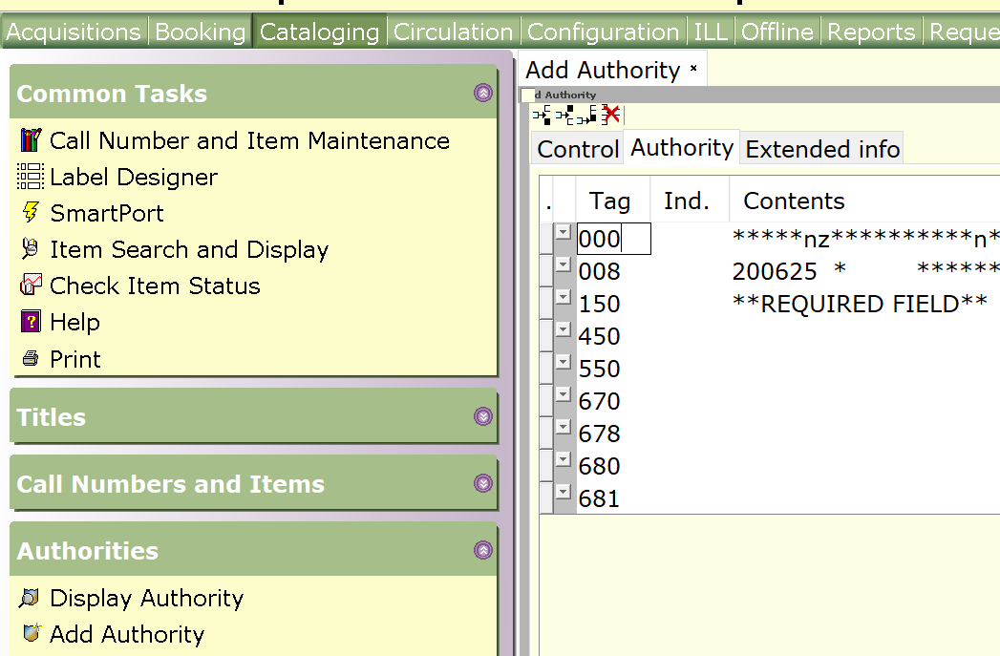 Acquisitions Booking Cataloging Circulation Configuration ILL Offline Reports Reque
Common Tasks
Call Number and Item Maintenance
Label Designer
SmartPort
Item Search and Display
Check Item Status
Help
Print
Titles
Call Numbers and Items
Authorities
Display Authority
Add Authority
Add Authority ×
d Authority
Control Authority Extended info
. Tag Ind. Contents
000 *****nz**********n*
008 200625 * ******
150 **REQUIRED FIELD**
450
550
670
678
680
681